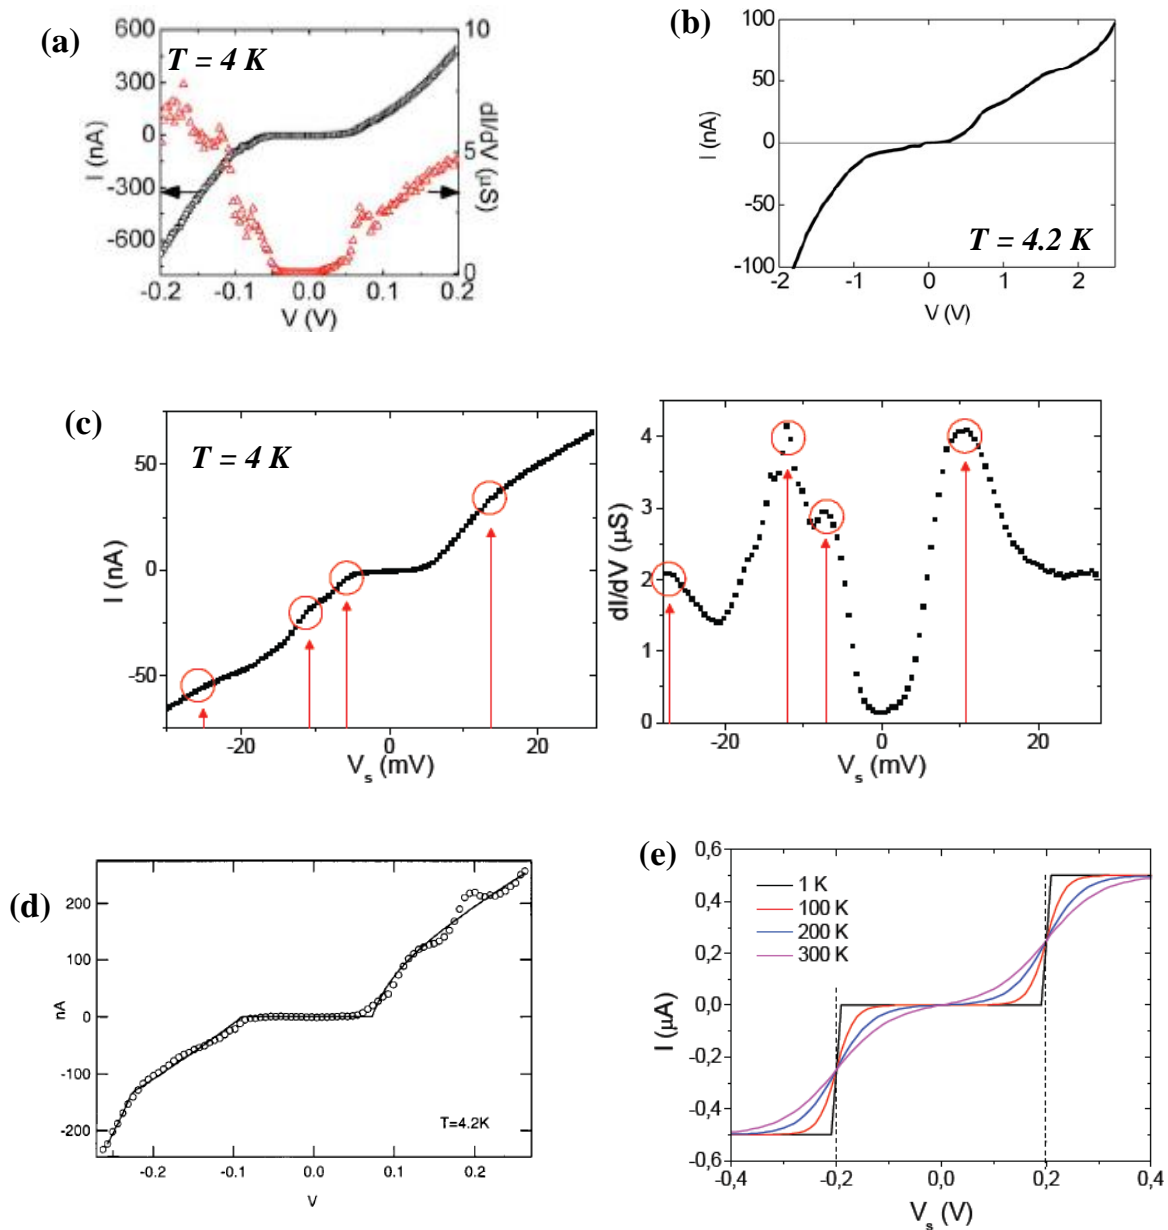 (a)
T = 4 K
600
300
0
-300
-600
I (nA)
10
5
0
dI/dV (µS)
-0.2
-0.1
0.0
0.1
0.2
V (V)
(b)
100
50
0
-50
-100
I (nA)
T = 4.2 K
-2
-1
0
1
2
V (V)
(c)
T = 4 K
50
0
-50
I (nA)
-20
0
20
Vs (mV)
4
3
2
1
0
dI/dV (µS)
-20
0
20
Vs (mV)
(d)
200
100
0
-100
-200
nA
T=4.2K
-0.2
-0.1
0.0
0.1
0.2
V
(e)
0,6
0,4
0,2
0,0
-0,2
-0,4
-0,6
I (µA)
1 K
100 K
200 K
300 K
-0,4
-0,2
0,0
0,2
0,4
Vs (V)